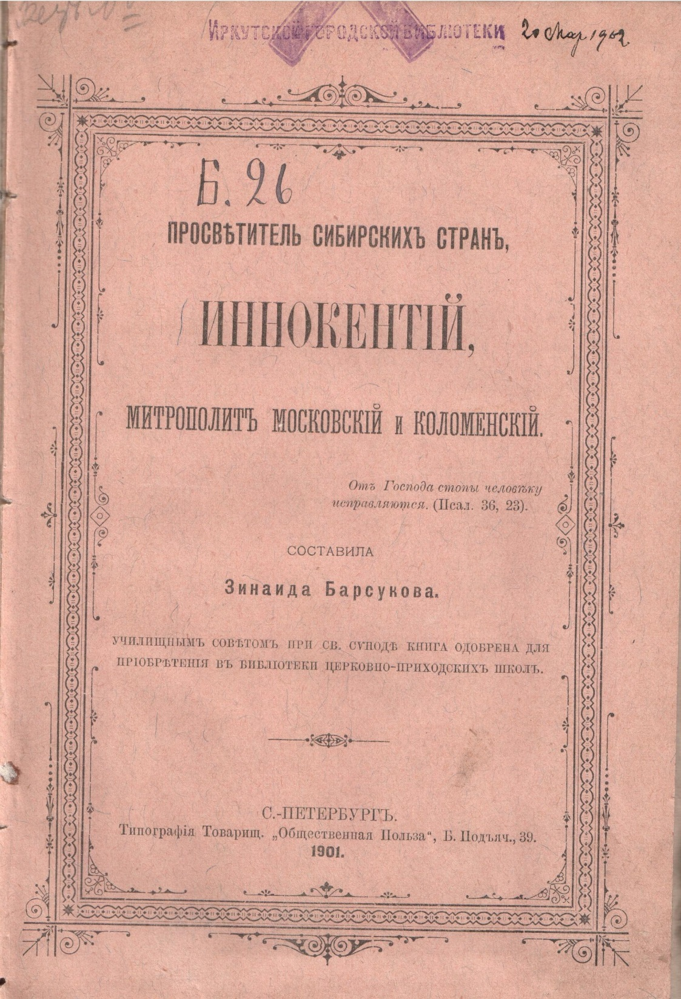 Иркутской городской библиотеки
20 Мар 1902
Б. 26
ПРОСВѢТИТЕЛЬ СИБИРСКИХЪ СТРАНЪ,
ИННОКЕНТІЙ,
МИТРОПОЛИТЪ МОСКОВСКІЙ и КОЛОМЕНСКІЙ.
Отъ Господа стопы человѣку
исправляются. (Псал. 36, 23).
СОСТАВИЛА
Зинаида Барсукова.
УЧИЛИЩНЫМЪ СОВѢТОМЪ ПРИ СВ. СѴНОДѢ КНИГА ОДОБРЕНА ДЛЯ
ПРІОБРѢТЕНІЯ ВЪ БИБЛІОТЕКИ ЦЕРКОВНО-ПРИХОДСКИХЪ ШКОЛЪ.
С.-ПЕТЕРБУРГЪ.
Типографія Товарищ. „Общественная Польза“, Б. Подъяч., 39.
1901.